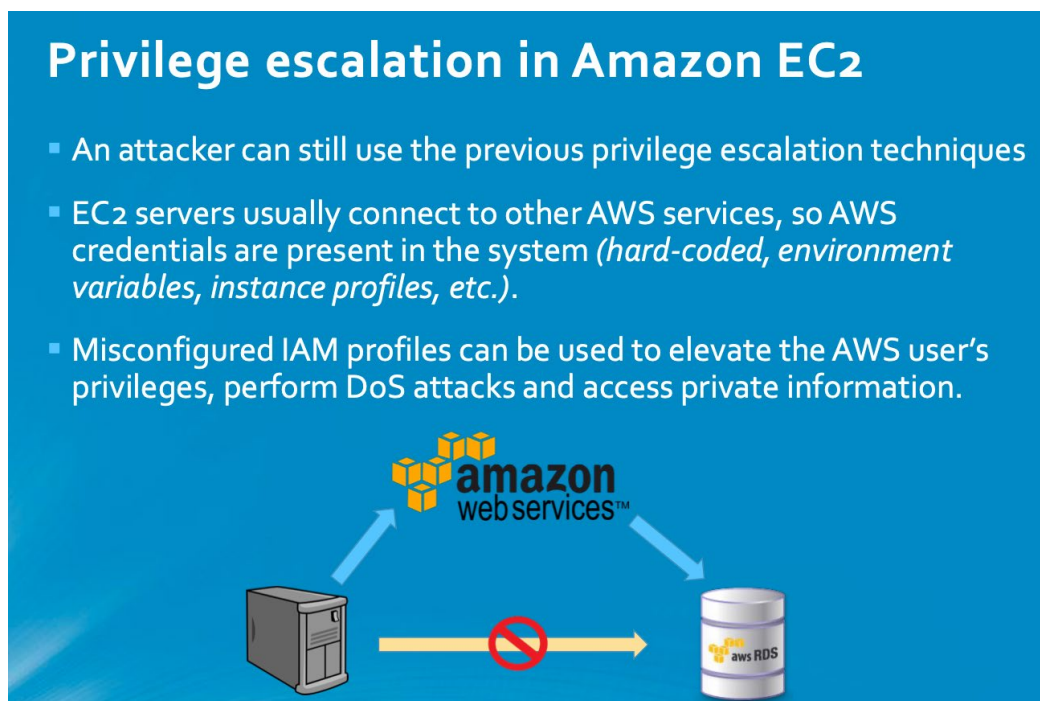 Privilege escalation in Amazon EC2
▪ An attacker can still use the previous privilege escalation techniques
▪ EC2 servers usually connect to other AWS services, so AWS
credentials are present in the system (hard-coded, environment
variables, instance profiles, etc.).
▪ Misconfigured IAM profiles can be used to elevate the AWS user’s
privileges, perform DoS attacks and access private information.
amazon
web services™
aws RDS